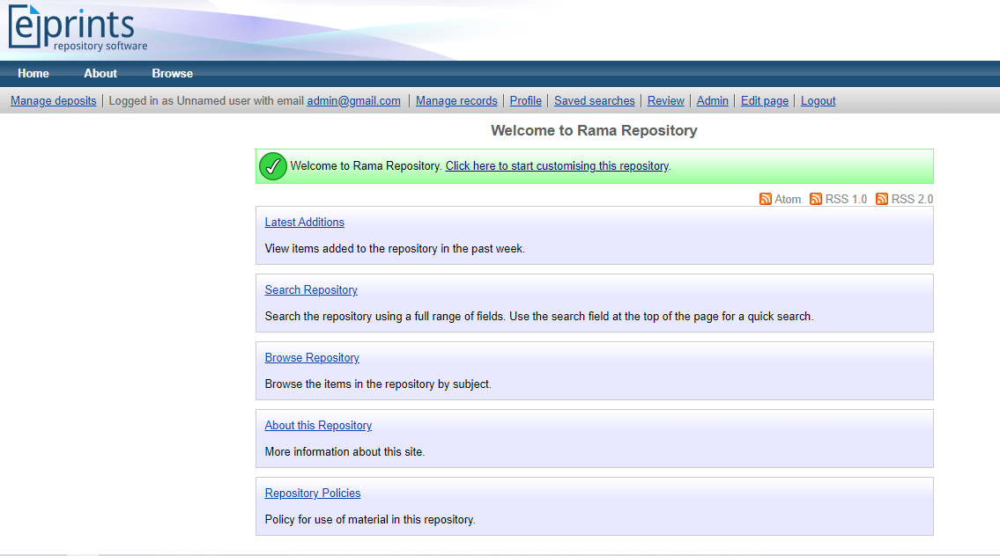 eprints
repository software
Home About Browse
Manage deposits | Logged in as Unnamed user with email admin@gmail.com | Manage records | Profile | Saved searches | Review | Admin | Edit page | Logout
Welcome to Rama Repository
Welcome to Rama Repository. Click here to start customising this repository.
Atom RSS 1.0 RSS 2.0
Latest Additions
View items added to the repository in the past week.
Search Repository
Search the repository using a full range of fields. Use the search field at the top of the page for a quick search.
Browse Repository
Browse the items in the repository by subject.
About this Repository
More information about this site.
Repository Policies
Policy for use of material in this repository.